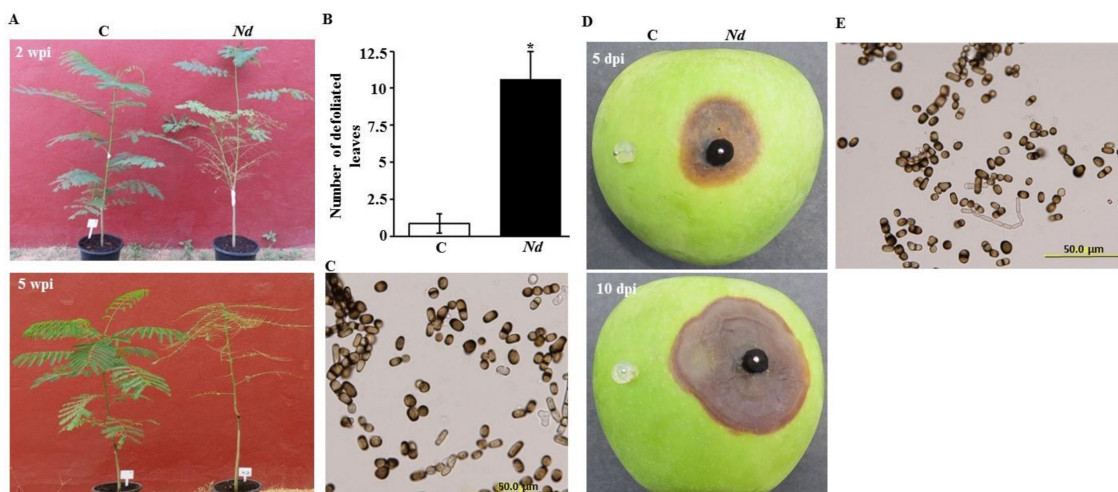 A
C Nd
2 wpi
5 wpi
B
Number of defoliated
leaves
12.5
10
7.5
5
2.5
0
*
C Nd
C
50.0 µm
D
C Nd
5 dpi
10 dpi
E
50.0 µm